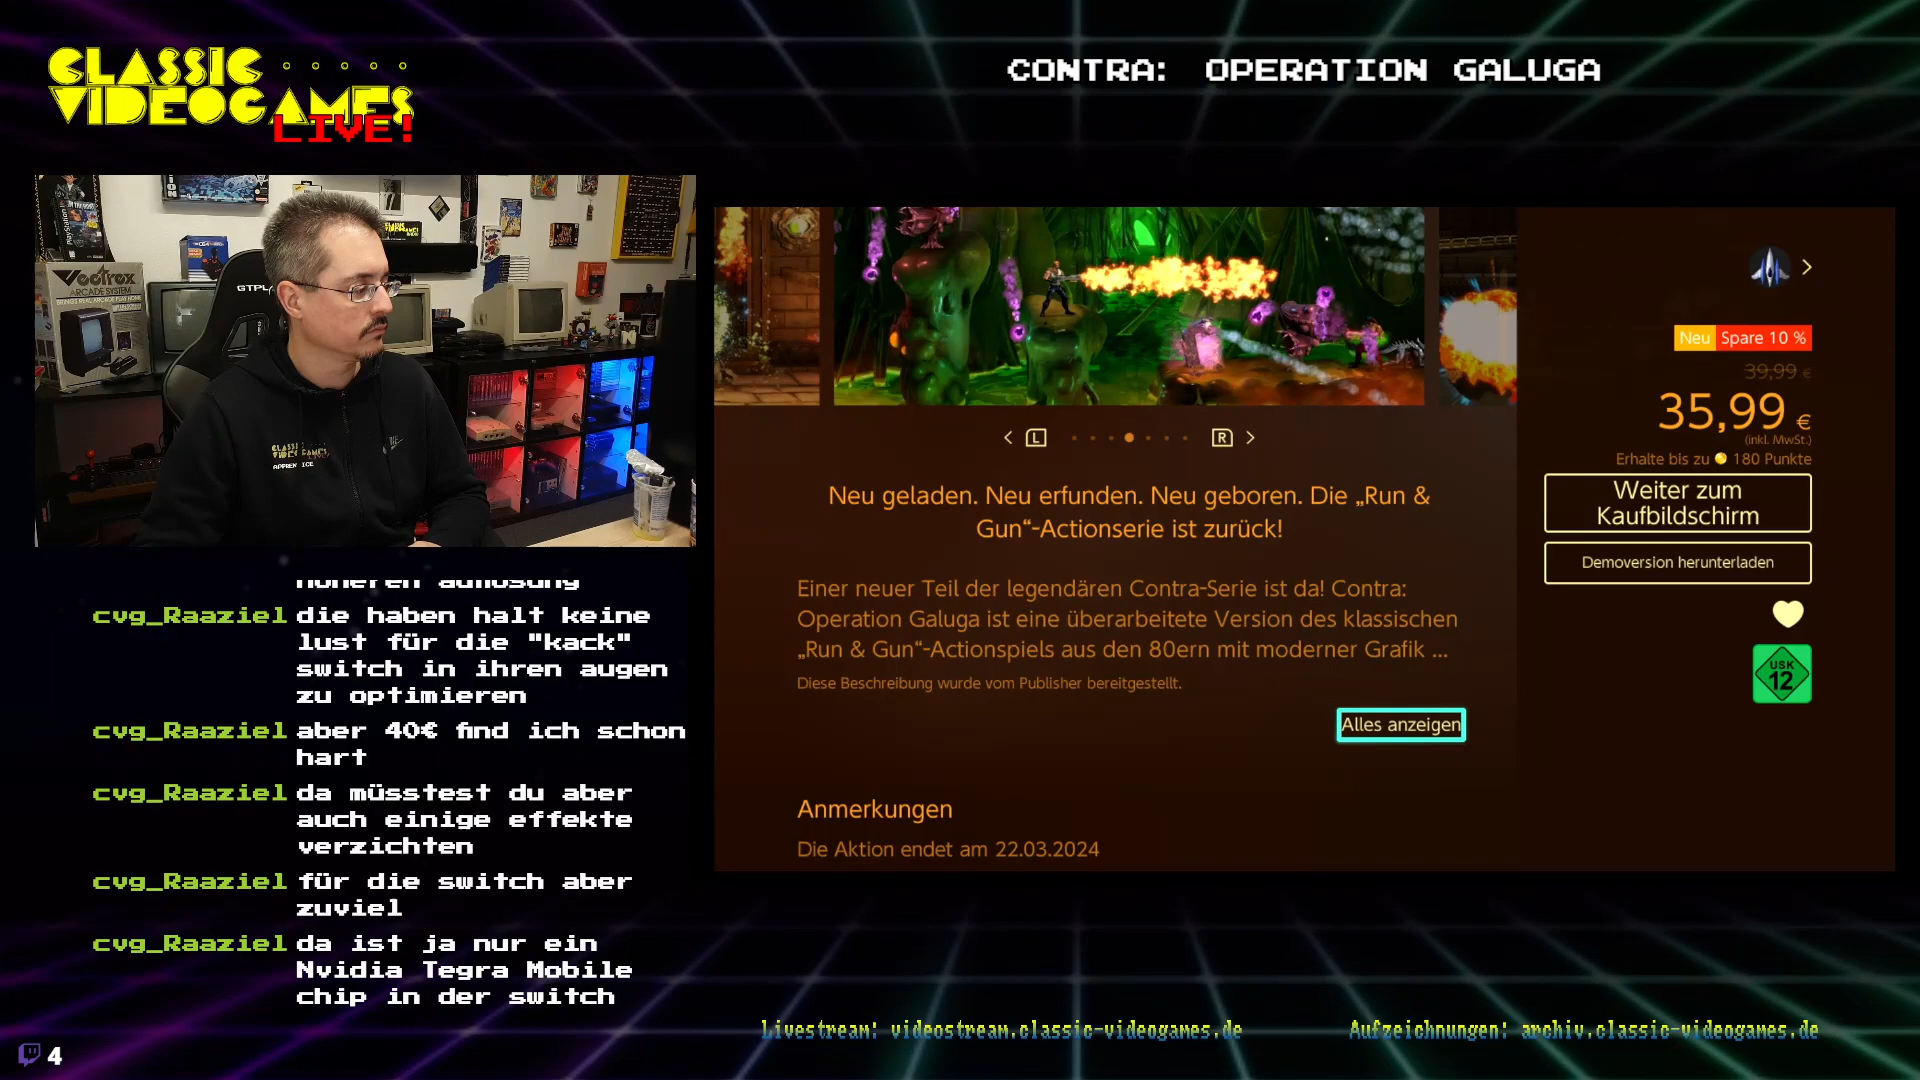 CLASSIC
VIDEOGAMES
LIVE!
CONTRA: OPERATION GALUGA
Vectrex
ARCADE SYSTEM
GTPL
CLASSIC
höheren auflösung
cvg_Raaziel die haben halt keine
lust für die "kack"
switch in ihren augen
zu optimieren
cvg_Raaziel aber 40€ find ich schon
hart
cvg_Raaziel da müsstest du aber
auch einige effekte
verzichten
cvg_Raaziel für die switch aber
zuviel
cvg_Raaziel da ist ja nur ein
Nvidia Tegra Mobile
chip in der switch
4
L
R
Neu geladen. Neu erfunden. Neu geboren. Die „Run &
Gun“-Actionserie ist zurück!
Einer neuer Teil der legendären Contra-Serie ist da! Contra:
Operation Galuga ist eine überarbeitete Version des klassischen
„Run & Gun“-Actionspiels aus den 80ern mit moderner Grafik ...
Diese Beschreibung wurde vom Publisher bereitgestellt.
Alles anzeigen
Anmerkungen
Die Aktion endet am 22.03.2024
Neu Spare 10 %
39,99 €
35,99 €
(inkl. MwSt.)
Erhalte bis zu 180 Punkte
Weiter zum
Kaufbildschirm
Demoversion herunterladen
USK
12
Livestream: videostream.classic-videogames.de
Aufzeichnungen: archiv.classic-videogames.de